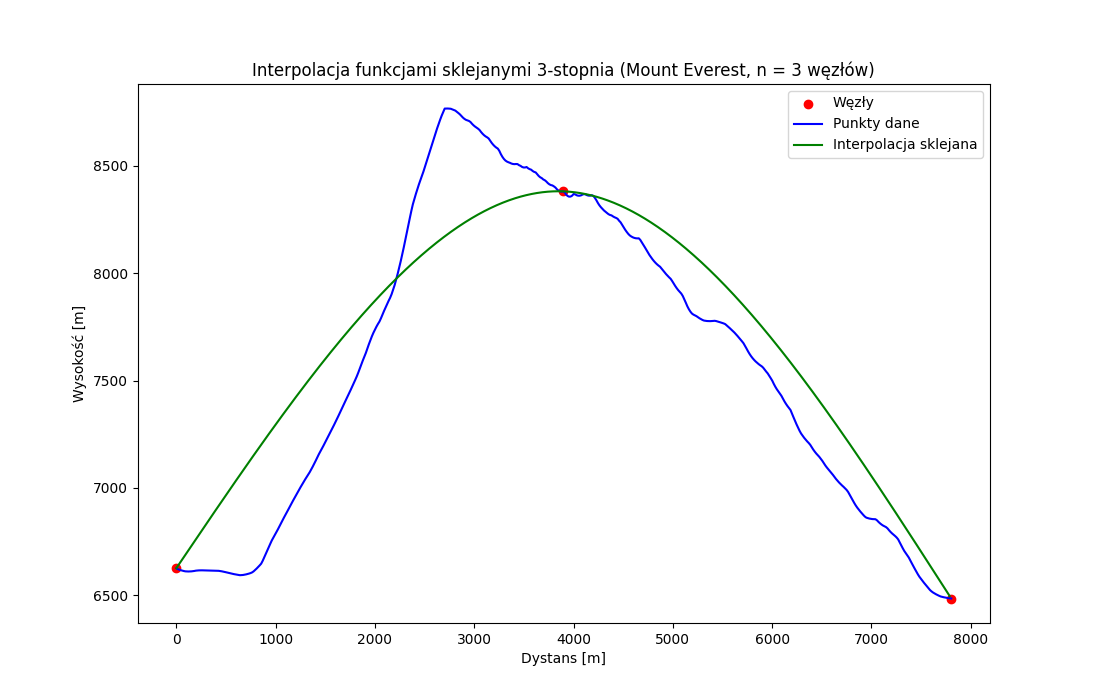 Interpolacja funkcjami sklejanymi 3-stopnia (Mount Everest, n = 3 węzłów)
Węzły
Punkty dane
Interpolacja sklejana
Wysokość [m]
8500
8000
7500
7000
6500
0 1000 2000 3000 4000 5000 6000 7000 8000
Dystans [m]